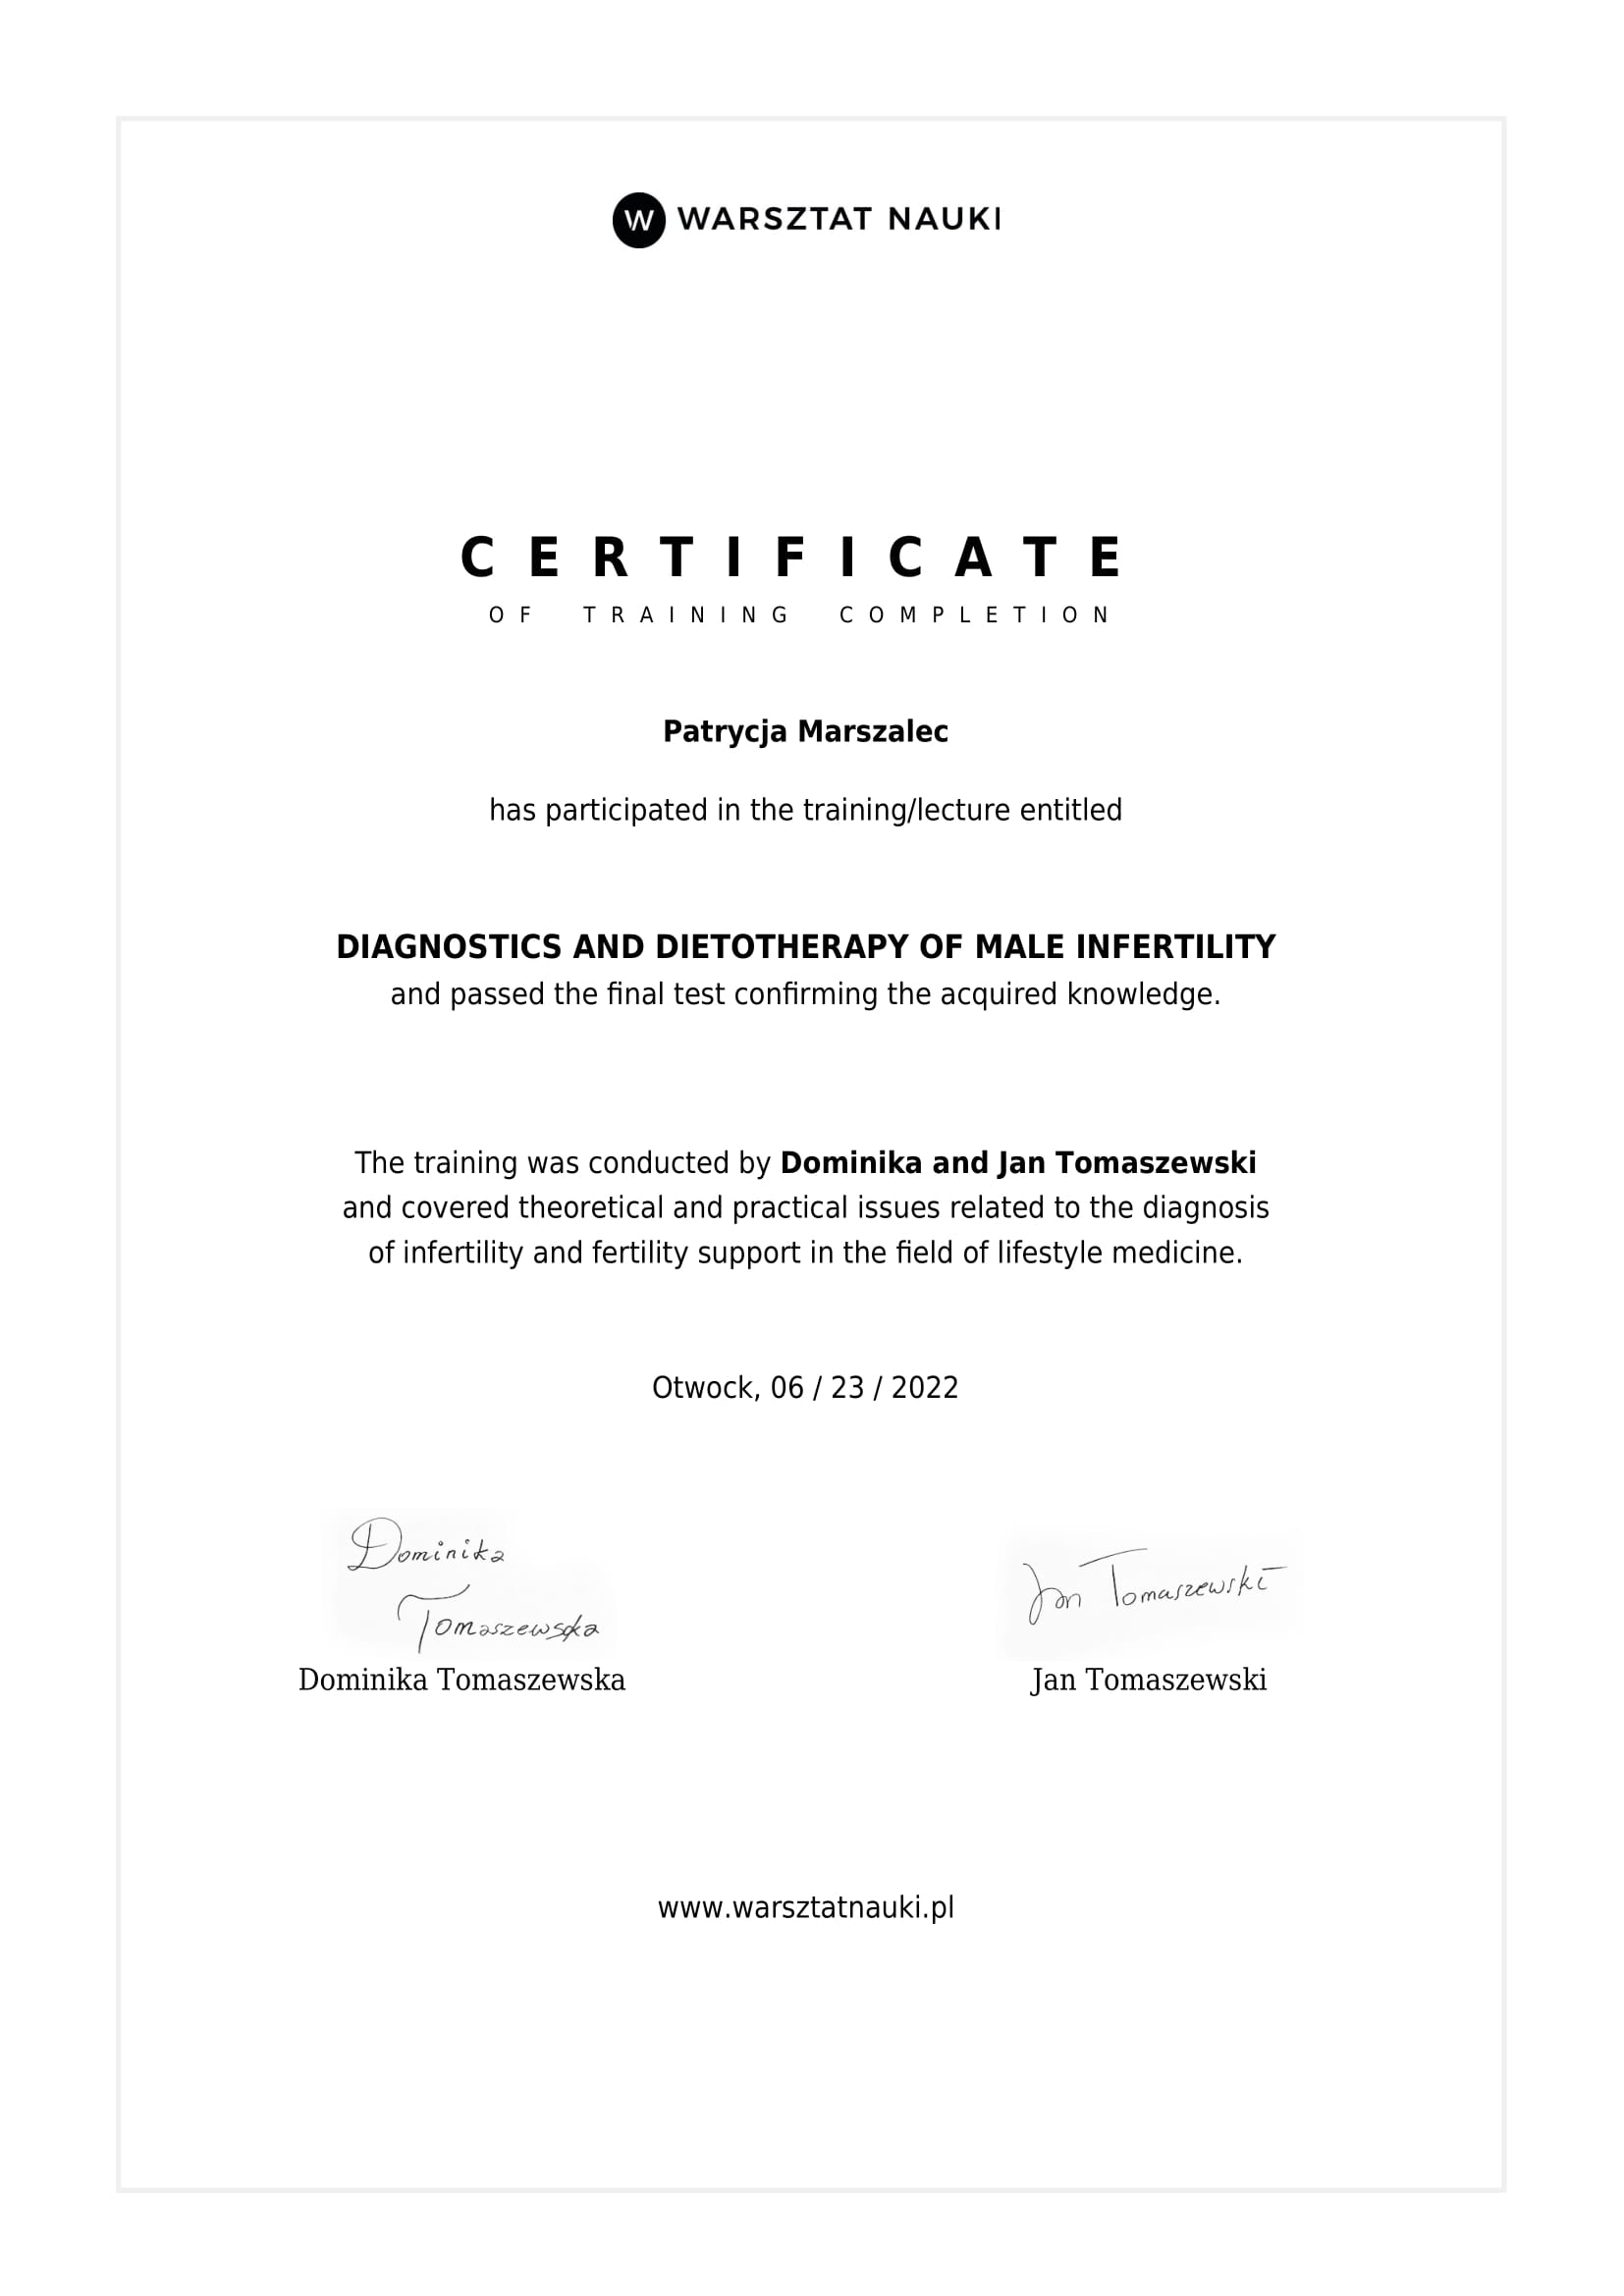 W WARSZTAT NAUKI
CERTIFICATE
OF TRAINING COMPLETION
Patrycja Marszalec
has participated in the training/lecture entitled
DIAGNOSTICS AND DIETOTHERAPY OF MALE INFERTILITY
and passed the final test confirming the acquired knowledge.
The training was conducted by Dominika and Jan Tomaszewski
and covered theoretical and practical issues related to the diagnosis
of infertility and fertility support in the field of lifestyle medicine.
Otwock, 06 / 23 / 2022
Dominika
Tomaszewska
Jan Tomaszewski
Dominika Tomaszewska
Jan Tomaszewski
www.warsztatnauki.pl